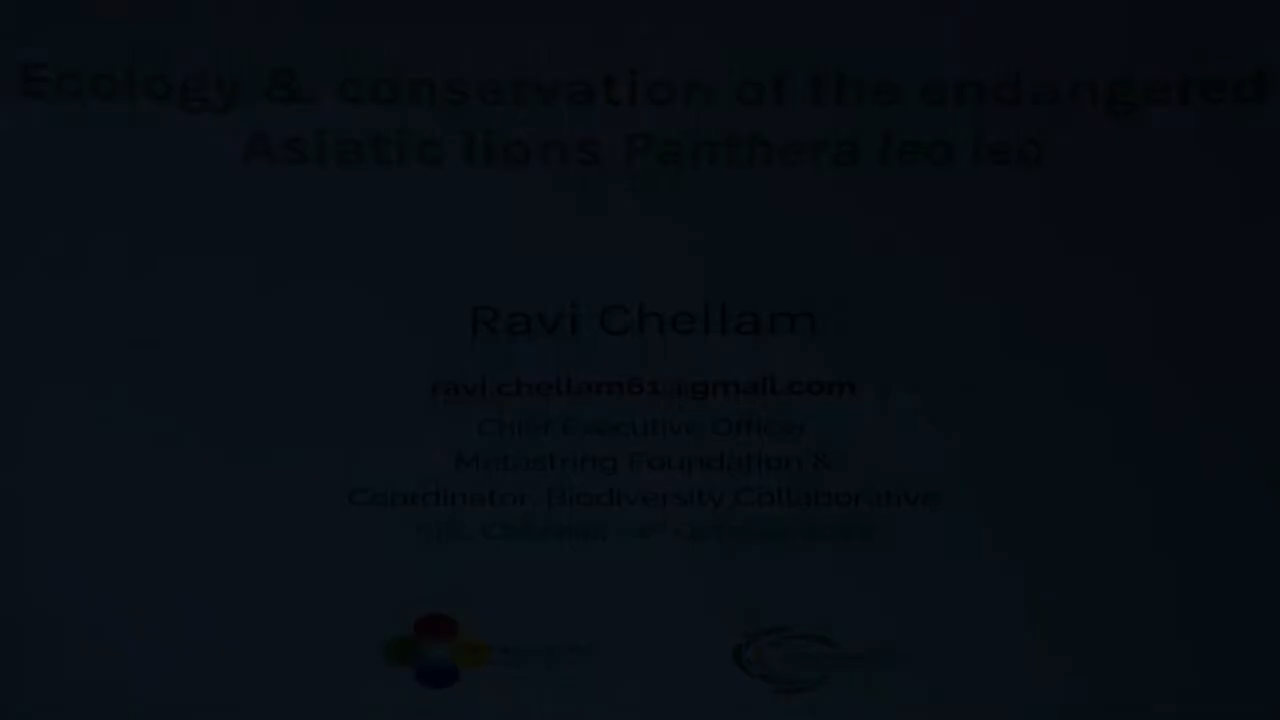 Ecology & conservation of the endangered
Asiatic lions Panthera leo leo
Ravi Chellam
ravi.chellam61@gmail.com
Chief Executive Officer
Metastring Foundation &
Coordinator, Biodiversity Collaborative